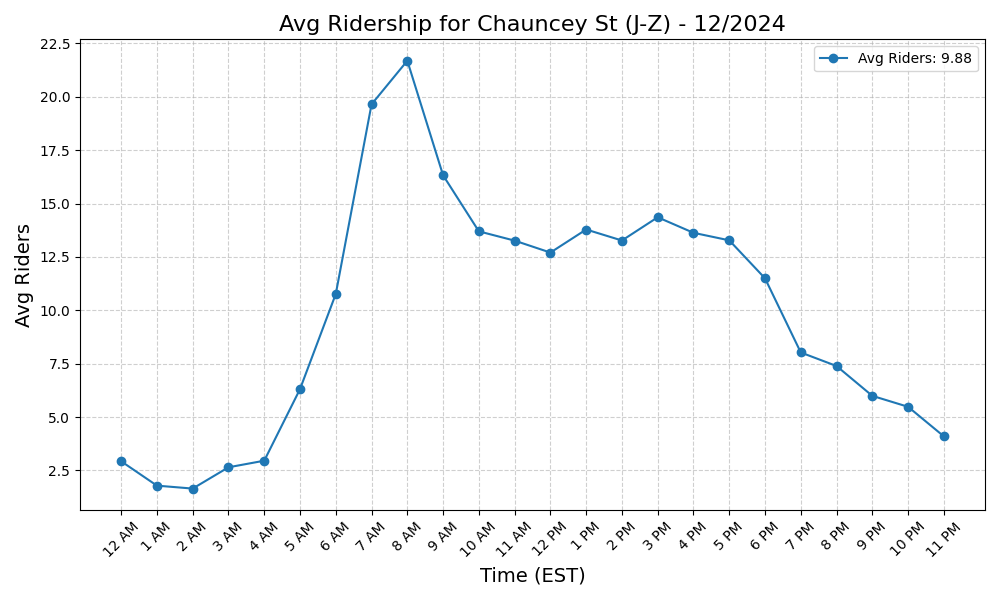 Avg Ridership for Chauncey St (J-Z) - 12/2024
Avg Riders: 9.88
Avg Riders
22.5
20.0
17.5
15.0
12.5
10.0
7.5
5.0
2.5
12 AM
1 AM
2 AM
3 AM
4 AM
5 AM
6 AM
7 AM
8 AM
9 AM
10 AM
11 AM
12 PM
1 PM
2 PM
3 PM
4 PM
5 PM
6 PM
7 PM
8 PM
9 PM
10 PM
11 PM
Time (EST)